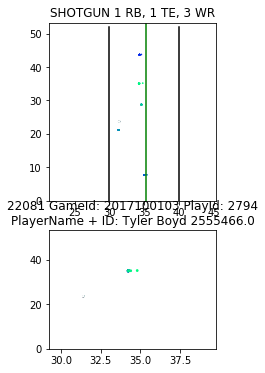 SHOTGUN 1 RB, 1 TE, 3 WR
50
40
30
20
10
0
25 30 35 40 45
22081 GameId: 2017100103 PlayId: 2794
PlayerName + ID: Tyler Boyd 2555466.0
40
20
0
30.0 32.5 35.0 37.5